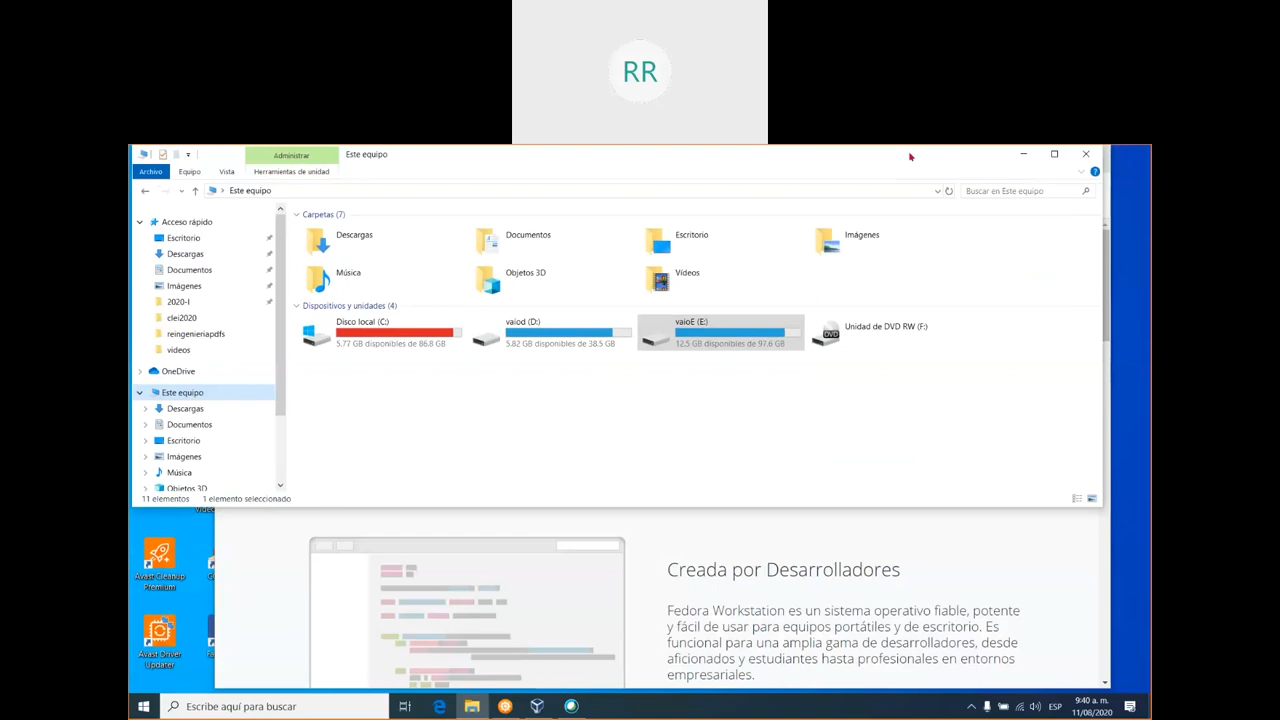 RR
Administrar
Este equipo
Archivo
Equipo
Vista
Herramientas de unidad
Este equipo
Buscar en Este equipo
Acceso rápido
Escritorio
Descargas
Documentos
Imágenes
2020-I
clei2020
reingenieriapdfs
videos
OneDrive
Este equipo
Descargas
Documentos
Escritorio
Imágenes
Música
Objetos 3D
Carpetas (7)
Descargas
Documentos
Escritorio
Imágenes
Música
Objetos 3D
Vídeos
Dispositivos y unidades (4)
Disco local (C:)
5.77 GB disponibles de 86.8 GB
vaiod (D:)
5.82 GB disponibles de 38.5 GB
vaioE (E:)
12.5 GB disponibles de 97.6 GB
DVD
Unidad de DVD RW (F:)
11 elementos
1 elemento seleccionado
Avast Cleanup
Premium
Avast Driver
Updater
Creada por Desarrolladores
Fedora Workstation es un sistema operativo fiable, potente
y fácil de usar para equipos portátiles y de escritorio. Es
funcional para una amplia gama de desarrolladores, desde
aficionados y estudiantes hasta profesionales en entornos
empresariales.
Escribe aquí para buscar
ESP
9:40 a. m.
11/08/2020